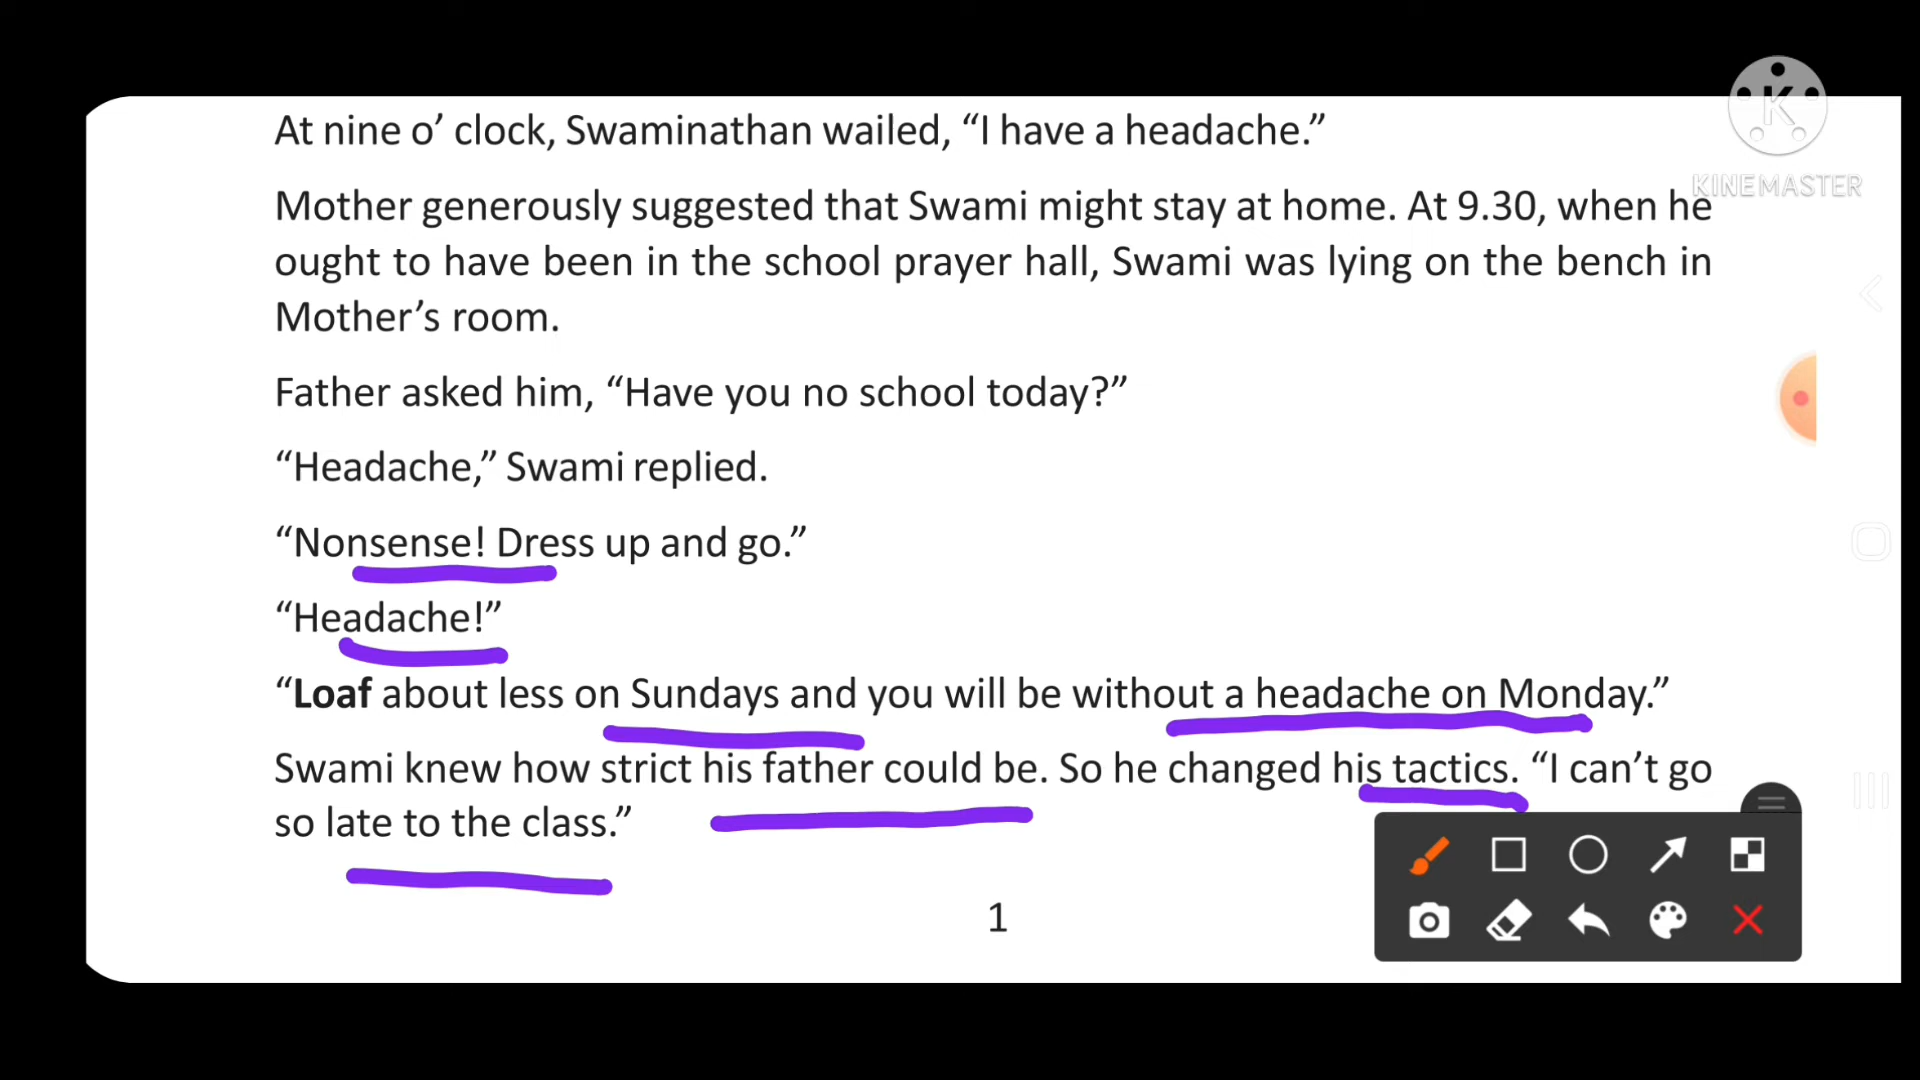 At nine o’ clock, Swaminathan wailed, “I have a headache.”
KINEMASTER
Mother generously suggested that Swami might stay at home. At 9.30, when he
ought to have been in the school prayer hall, Swami was lying on the bench in
Mother’s room.
Father asked him, “Have you no school today?”
“Headache,” Swami replied.
“Nonsense! Dress up and go.”
“Headache!”
“Loaf about less on Sundays and you will be without a headache on Monday.”
Swami knew how strict his father could be. So he changed his tactics. “I can’t go
so late to the class.”
1